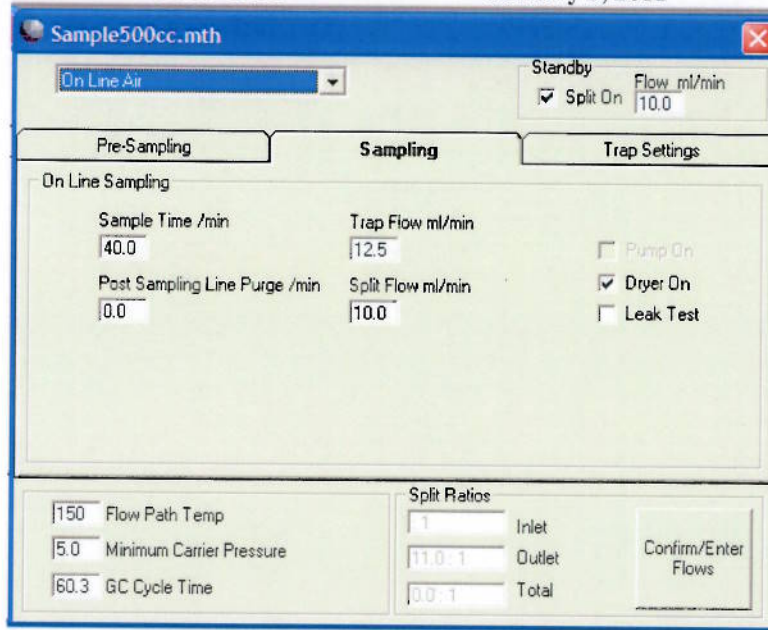 Sample500cc.mth
On Line Air
Standby
Split On
Flow ml/min
10.0
Pre-Sampling
Sampling
Trap Settings
On Line Sampling
Sample Time /min
Trap Flow ml/min
40.0
12.5
Pump On
Post Sampling Line Purge /min
Split Flow ml/min
Dryer On
0.0
10.0
Leak Test
Split Ratios
150 Flow Path Temp
1 Inlet
5.0 Minimum Carrier Pressure
11.0 : 1 Outlet
Confirm/Enter
Flows
60.3 GC Cycle Time
0.0 : 1 Total